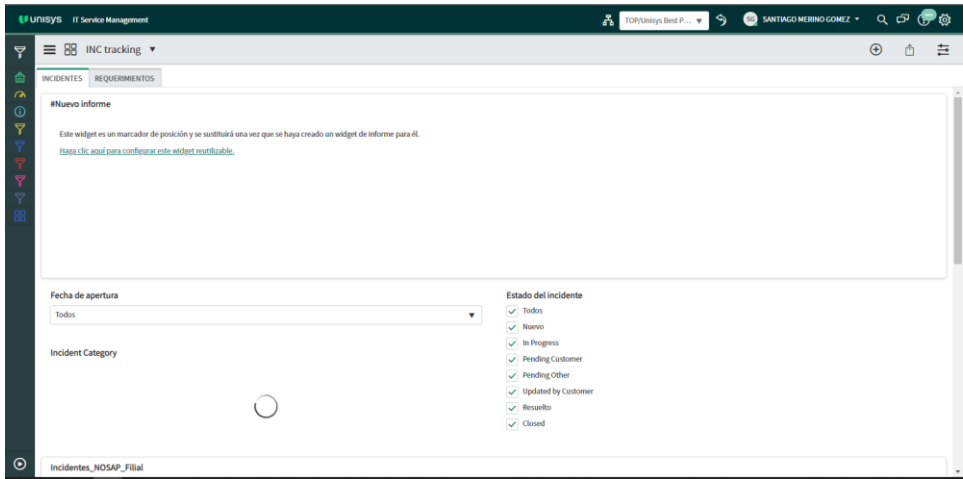 UNISYS IT Service Management TOP/Unisys Best P... SG SANTIAGO MERINO GOMEZ
INC tracking
INCIDENTES REQUERIMIENTOS
#Nuevo informe
Este widget es un marcador de posición y se sustituirá una vez que se haya creado un widget de informe para él.
Haga clic aquí para configurar este widget reutilizable.
Fecha de apertura
Todos
Incident Category
Estado del incidente
Todos
Nuevo
In Progress
Pending Customer
Pending Other
Updated by Customer
Resuelto
Closed
Incidentes_NOSAP_Filial